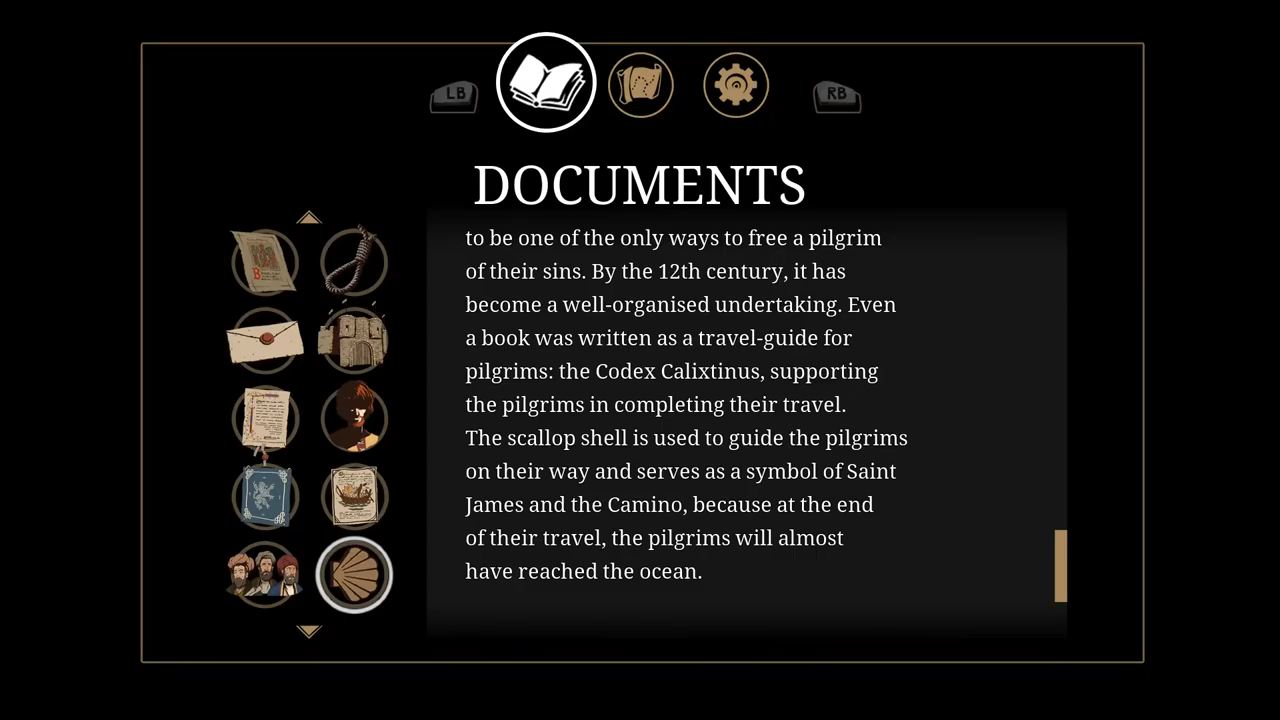 LB
RB
DOCUMENTS
to be one of the only ways to free a pilgrim
of their sins. By the 12th century, it has
become a well-organised undertaking. Even
a book was written as a travel-guide for
pilgrims: the Codex Calixtinus, supporting
the pilgrims in completing their travel.
The scallop shell is used to guide the pilgrims
on their way and serves as a symbol of Saint
James and the Camino, because at the end
of their travel, the pilgrims will almost
have reached the ocean.